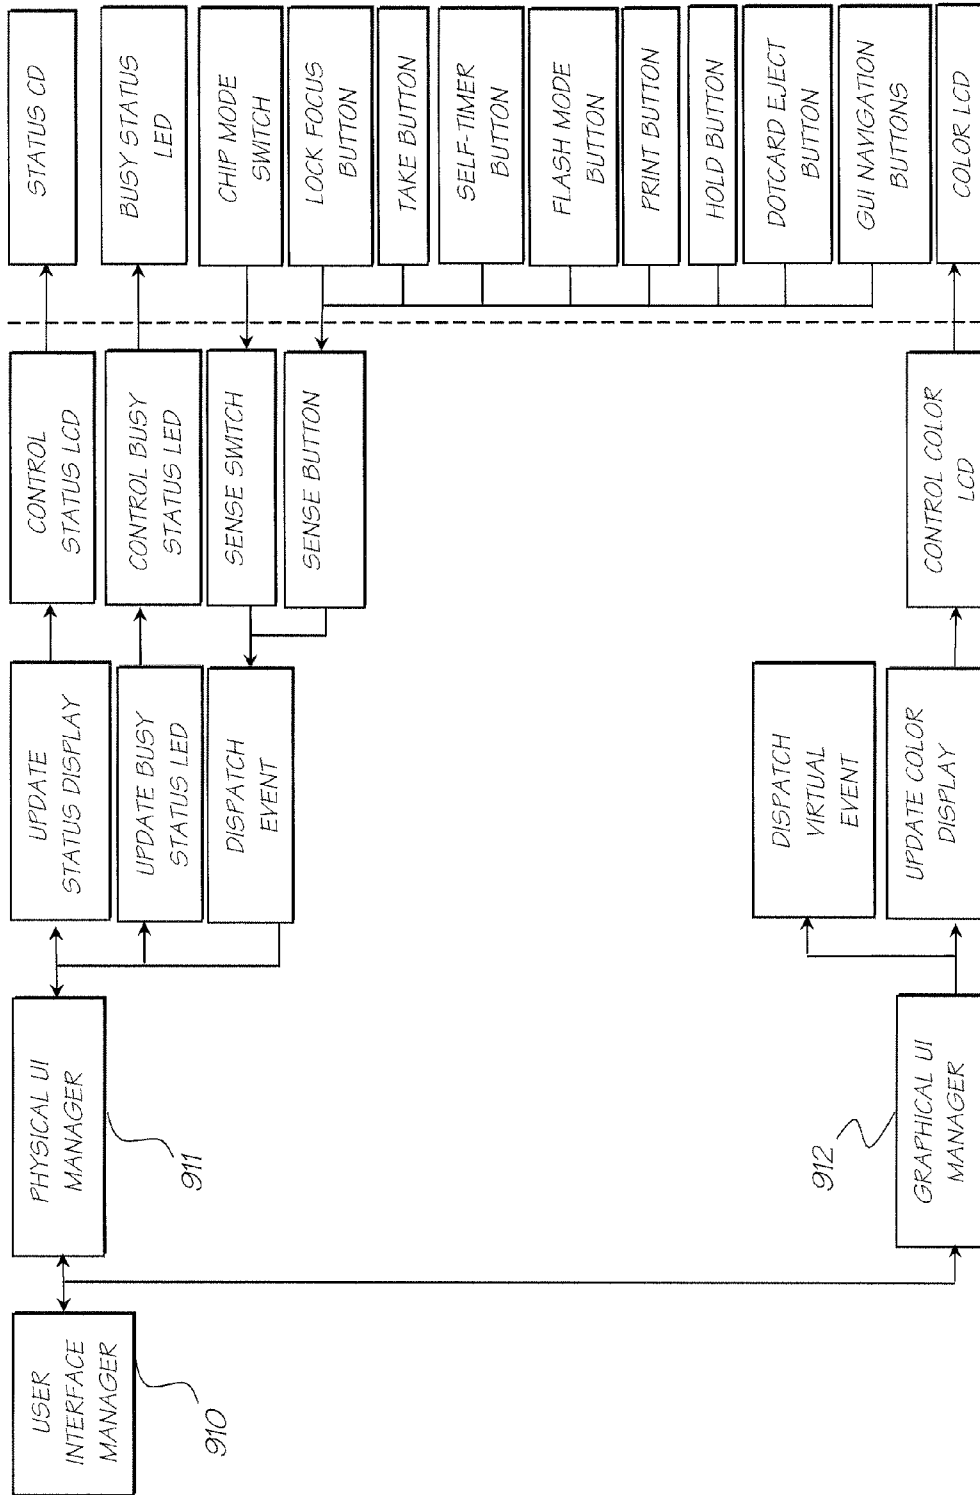 USER
INTERFACE
MANAGER
910
PHYSICAL UI
MANAGER
911
GRAPHICAL UI
MANAGER
912
UPDATE
STATUS DISPLAY
UPDATE BUSY
STATUS LED
DISPATCH
EVENT
DISPATCH
VIRTUAL
EVENT
UPDATE COLOR
DISPLAY
CONTROL
STATUS LCD
CONTROL BUSY
STATUS LED
SENSE SWITCH
SENSE BUTTON
CONTROL COLOR
LCD
STATUS CD
BUSY STATUS
LED
CHIP MODE
SWITCH
LOCK FOCUS
BUTTON
TAKE BUTTON
SELF-TIMER
BUTTON
FLASH MODE
BUTTON
PRINT BUTTON
HOLD BUTTON
DOTCARD EJECT
BUTTON
GUI NAVIGATION
BUTTONS
COLOR LCD